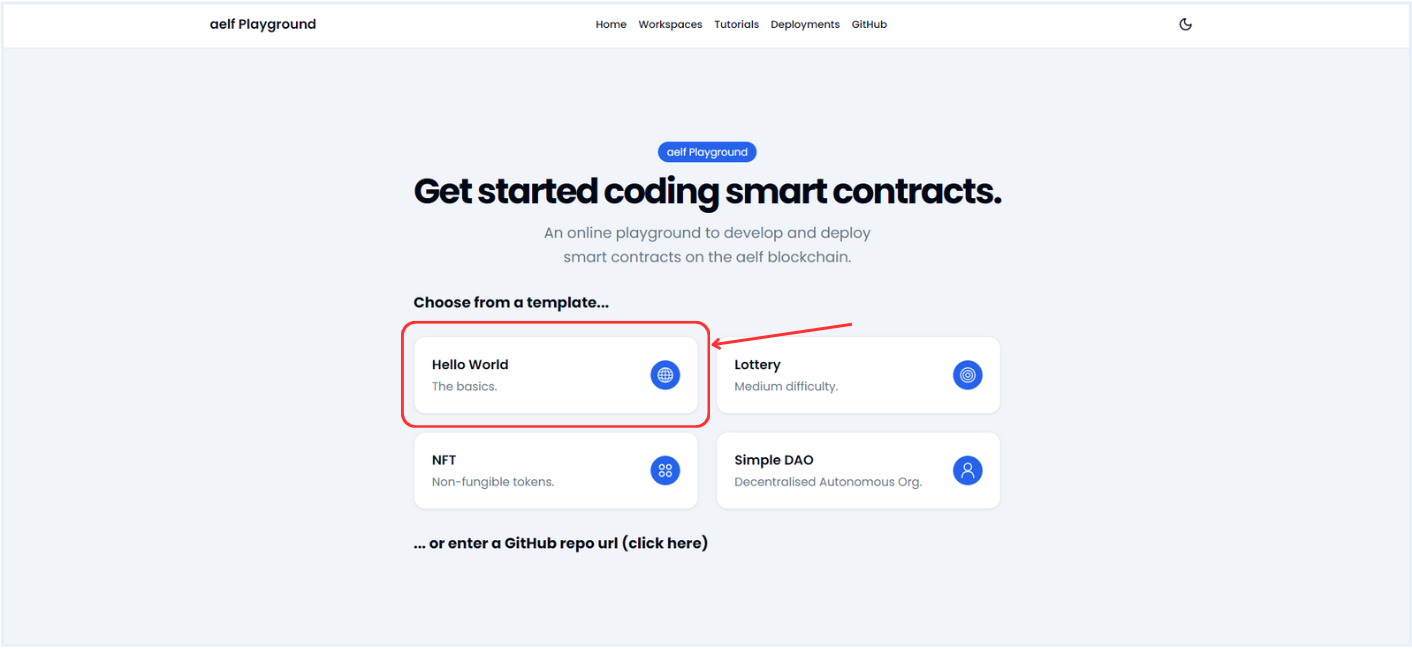 aelf Playground
Home Workspaces Tutorials Deployments GitHub
aelf Playground
Get started coding smart contracts.
An online playground to develop and deploy
smart contracts on the aelf blockchain.
Choose from a template...
Hello World
The basics.
Lottery
Medium difficulty.
NFT
Non-fungible tokens.
Simple DAO
Decentralised Autonomous Org.
... or enter a GitHub repo url (click here)